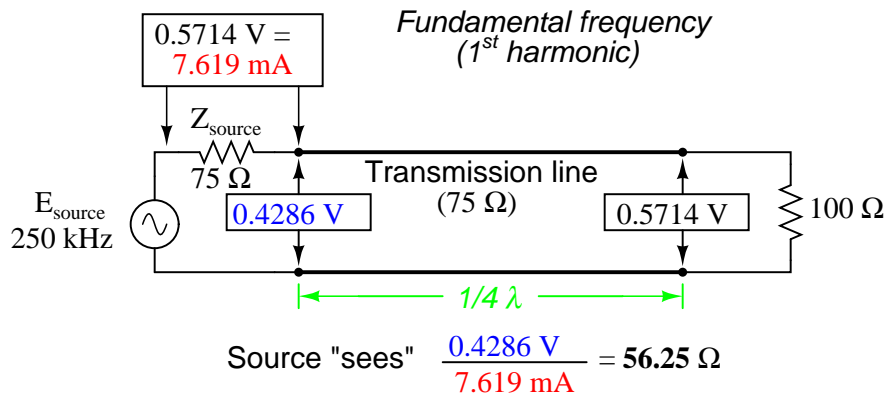 0.5714 V =
7.619 mA
Fundamental frequency
(1st harmonic)
Zsource
75 Ω
Transmission line
(75 Ω)
Esource
250 kHz
0.4286 V
0.5714 V
100 Ω
1/4 λ
Source "sees" 0.4286 V / 7.619 mA = 56.25 Ω